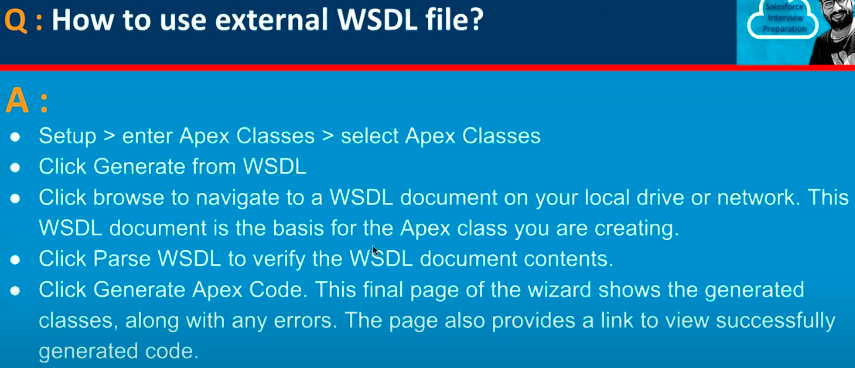 Q : How to use external WSDL file?
Salesforce
Interview
Preparation
A :
● Setup > enter Apex Classes > select Apex Classes
● Click Generate from WSDL
● Click browse to navigate to a WSDL document on your local drive or network. This
WSDL document is the basis for the Apex class you are creating.
● Click Parse WSDL to verify the WSDL document contents.
● Click Generate Apex Code. This final page of the wizard shows the generated
classes, along with any errors. The page also provides a link to view successfully
generated code.